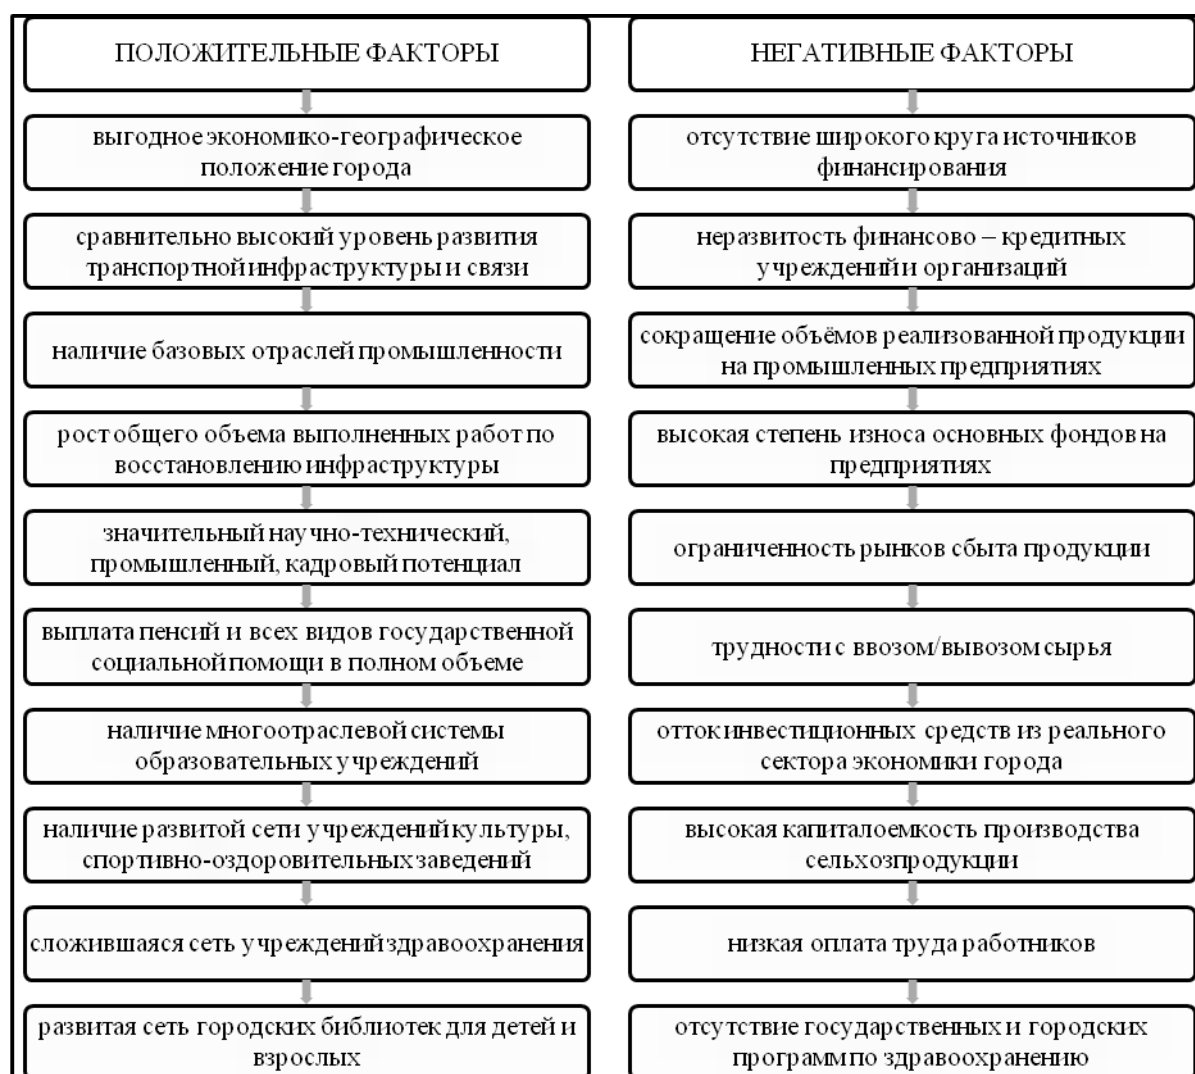 ПОЛОЖИТЕЛЬНЫЕ ФАКТОРЫ
выгодное экономико-географическое
положение города
сравнительно высокий уровень развития
транспортной инфраструктуры и связи
наличие базовых отраслей промышленности
рост общего объема выполненных работ по
восстановлению инфраструктуры
значительный научно-технический,
промышленный, кадровый потенциал
выплата пенсий и всех видов государственной
социальной помощи в полном объеме
наличие многоотраслевой системы
образовательных учреждений
наличие развитой сети учреждений культуры,
спортивно-оздоровительных заведений
сложившаяся сеть учреждений здравоохранения
развитая сеть городских библиотек для детей и
взрослых
НЕГАТИВНЫЕ ФАКТОРЫ
отсутствие широкого круга источников
финансирования
неразвитость финансово – кредитных
учреждений и организаций
сокращение объёмов реализованной продукции
на промышленных предприятиях
высокая степень износа основных фондов на
предприятиях
ограниченность рынков сбыта продукции
трудности с ввозом/вывозом сырья
отток инвестиционных средств из реального
сектора экономики города
высокая капиталоемкость производства
сельхозпродукции
низкая оплата труда работников
отсутствие государственных и городских
программ по здравоохранению